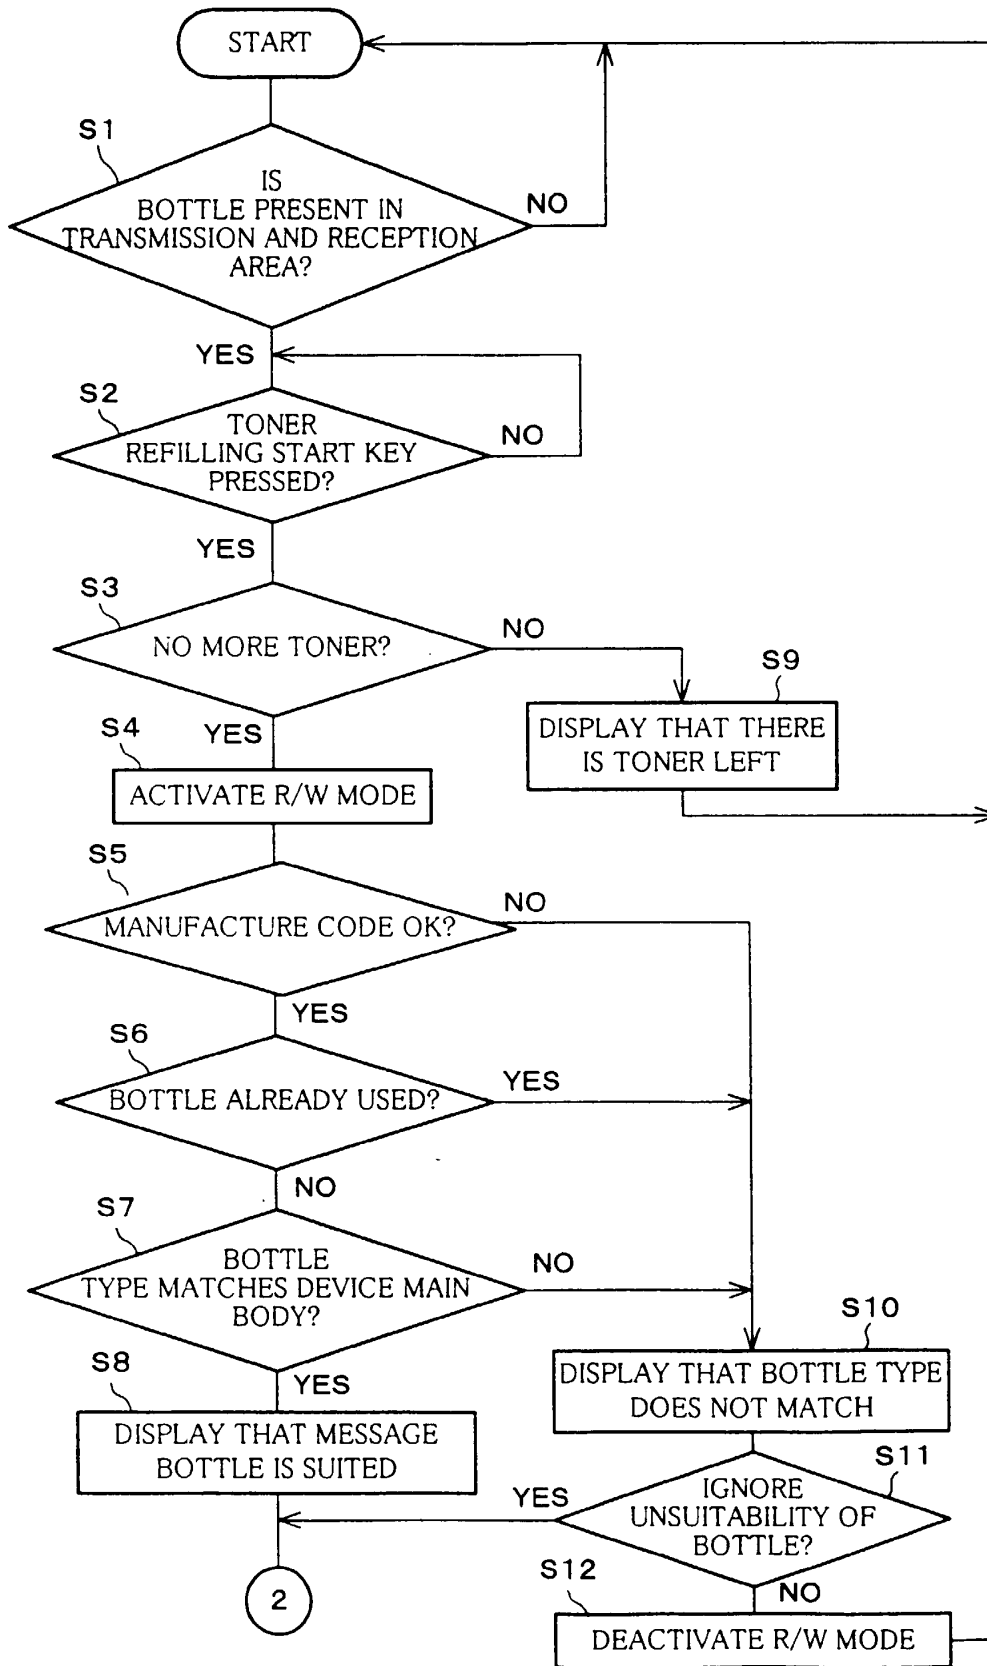 START
S1
IS
BOTTLE PRESENT IN
TRANSMISSION AND RECEPTION
AREA?
NO
YES
S2
TONER
REFILLING START KEY
PRESSED?
NO
YES
S3
NO MORE TONER?
NO
YES
S9
DISPLAY THAT THERE
IS TONER LEFT
S4
ACTIVATE R/W MODE
S5
MANUFACTURE CODE OK?
NO
YES
S6
BOTTLE ALREADY USED?
YES
NO
S7
BOTTLE
TYPE MATCHES DEVICE MAIN
BODY?
NO
YES
S8
DISPLAY THAT MESSAGE
BOTTLE IS SUITED
S10
DISPLAY THAT BOTTLE TYPE
DOES NOT MATCH
S11
IGNORE
UNSUITABILITY OF
BOTTLE?
YES
NO
S12
DEACTIVATE R/W MODE
2